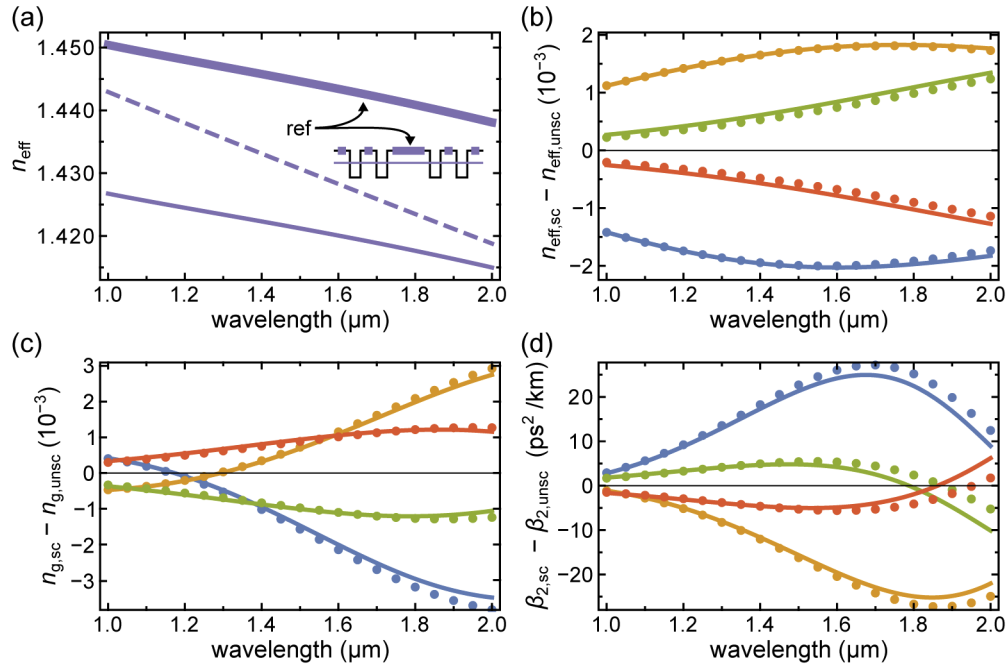 (a)
n_eff
1.450
1.440
1.430
1.420
ref
1.0 1.2 1.4 1.6 1.8 2.0
wavelength (μm)
(b)
n_eff,sc − n_eff,unsc (10⁻³)
2
1
0
−1
−2
1.0 1.2 1.4 1.6 1.8 2.0
wavelength (μm)
(c)
n_g,sc − n_g,unsc (10⁻³)
3
2
1
0
-1
-2
-3
1.0 1.2 1.4 1.6 1.8 2.0
wavelength (μm)
(d)
β_2,sc − β_2,unsc (ps² /km)
20
10
0
-10
-20
1.0 1.2 1.4 1.6 1.8 2.0
wavelength (μm)